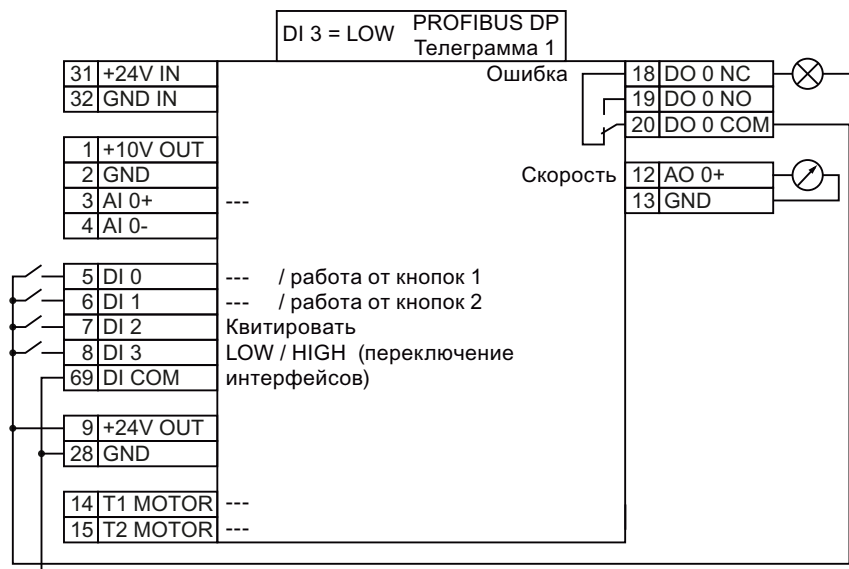 DI 3 = LOW PROFIBUS DP
Телеграмма 1
31 +24V IN
32 GND IN
1 +10V OUT
2 GND
3 AI 0+ ---
4 AI 0-
5 DI 0 --- / работа от кнопок 1
6 DI 1 --- / работа от кнопок 2
7 DI 2 Квитировать
8 DI 3 LOW / HIGH (переключение
69 DI COM интерфейсов)
9 +24V OUT
28 GND
14 T1 MOTOR ---
15 T2 MOTOR ---
Ошибка 18 DO 0 NC
19 DO 0 NO
20 DO 0 COM
Скорость 12 AO 0+
13 GND